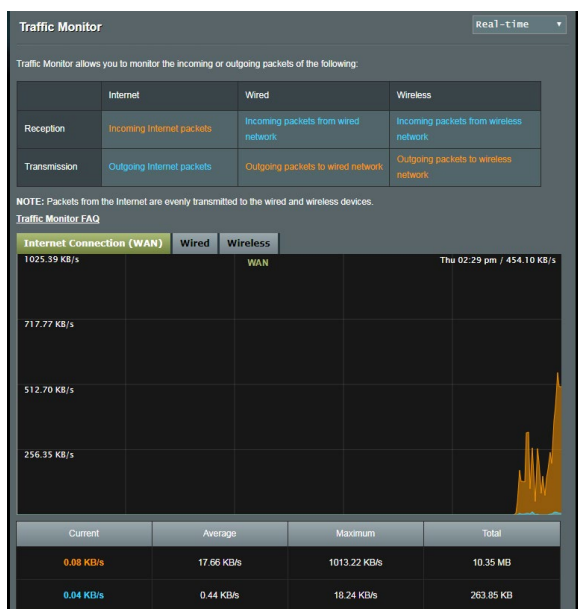 Traffic Monitor
Real-time
Traffic Monitor allows you to monitor the incoming or outgoing packets of the following:
Internet Wired Wireless
Reception Incoming Internet packets Incoming packets from wired network Incoming packets from wireless network
Transmission Outgoing Internet packets Outgoing packets to wired network Outgoing packets to wireless network
NOTE: Packets from the Internet are evenly transmitted to the wired and wireless devices.
Traffic Monitor FAQ
Internet Connection (WAN) Wired Wireless
1025.39 KB/s WAN Thu 02:29 pm / 454.10 KB/s
717.77 KB/s
512.70 KB/s
256.35 KB/s
Current Average Maximum Total
0.08 KB/s 17.66 KB/s 1013.22 KB/s 10.35 MB
0.04 KB/s 0.44 KB/s 18.24 KB/s 263.85 KB